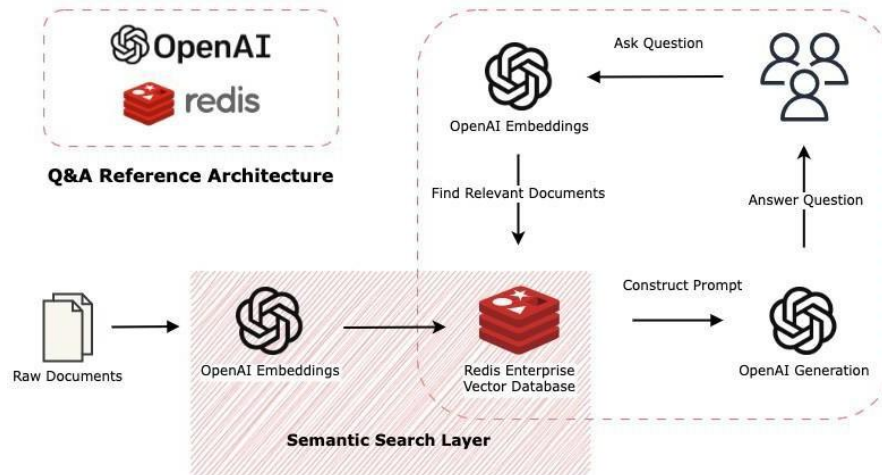 OpenAI
redis
Q&A Reference Architecture
Ask Question
OpenAI Embeddings
Find Relevant Documents
Answer Question
Construct Prompt
Raw Documents
OpenAI Embeddings
Redis Enterprise
Vector Database
OpenAI Generation
Semantic Search Layer